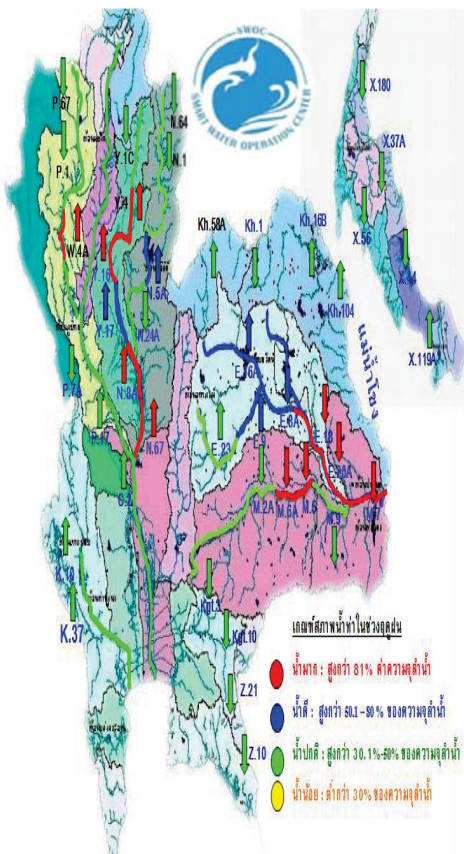 SWOC
SMART WATER OPERATION CENTER
X.180
X.37A
X.56
X.44
X.119A
P.67
N.64
Y.1C
P.1
N.1
Y.4
W.4A
Y.16
Y.17
N.5A
N.24A
N.8A
P.7A
P.17
N.67
C.2
K.10
K.37
Kh.58A
Kh.1
Kh.16B
Kh.104
แม่น้ำโขง
E.16A
E.8A
E.23
E.9
E.18
E.20A
M.2A
M.6A
M.5
M.9
M.7
Kgt.3
Kgt.10
Z.21
Z.10
เกณฑ์สภาพน้ำท่าในช่วงฤดูฝน
น้ำมาก : สูงกว่า 81% ค่าความจุลำน้ำ
น้ำดี : สูงกว่า 50.1-80 % ของความจุลำน้ำ
น้ำปกติ : สูงกว่า 30.1%-50% ของความจุลำน้ำ
น้ำน้อย : ต่ำกว่า 30% ของความจุลำน้ำ